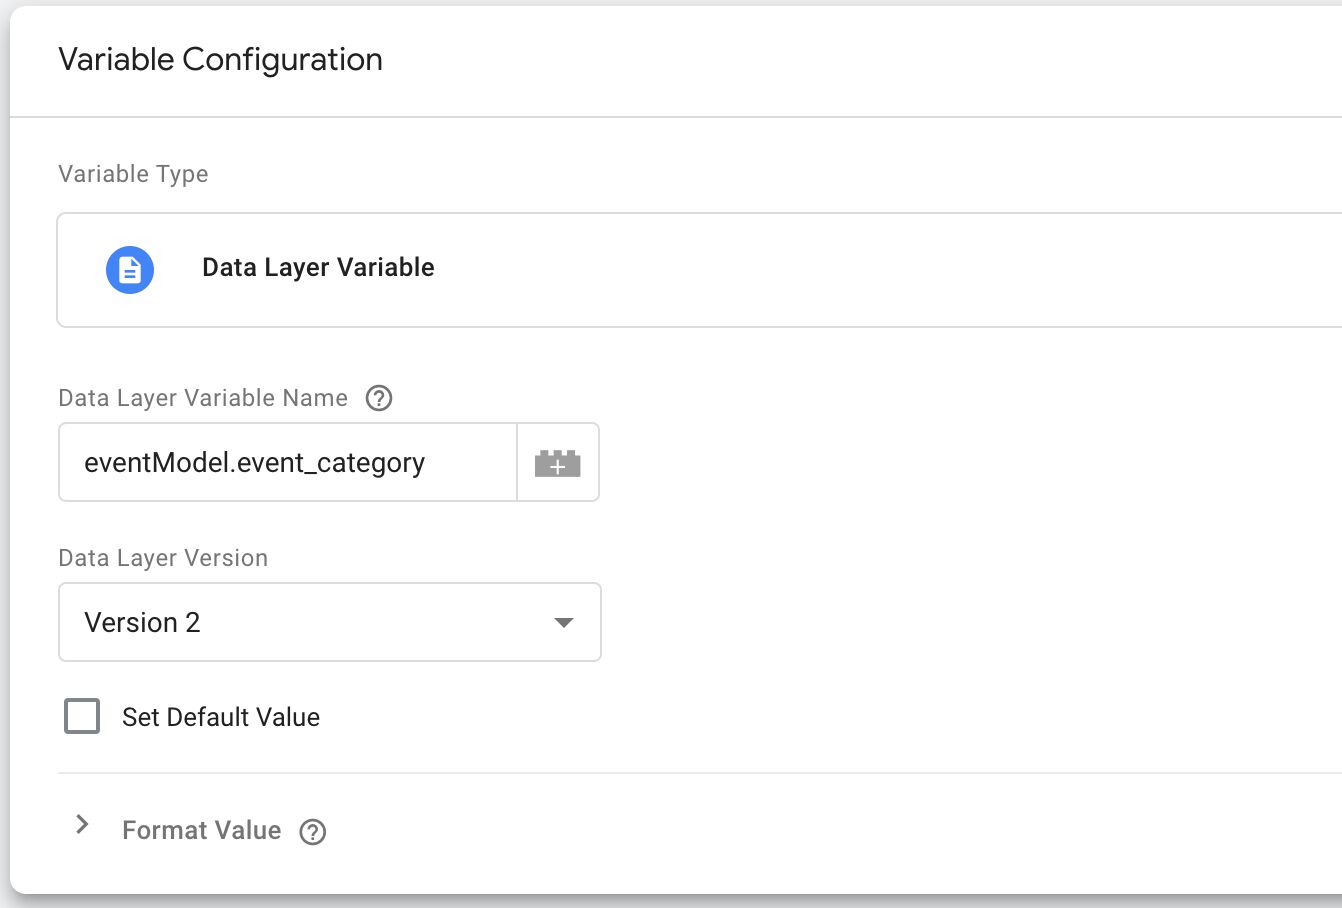 Variable Configuration
Variable Type
Data Layer Variable
Data Layer Variable Name
eventModel.event_category
Data Layer Version
Version 2
Set Default Value
Format Value